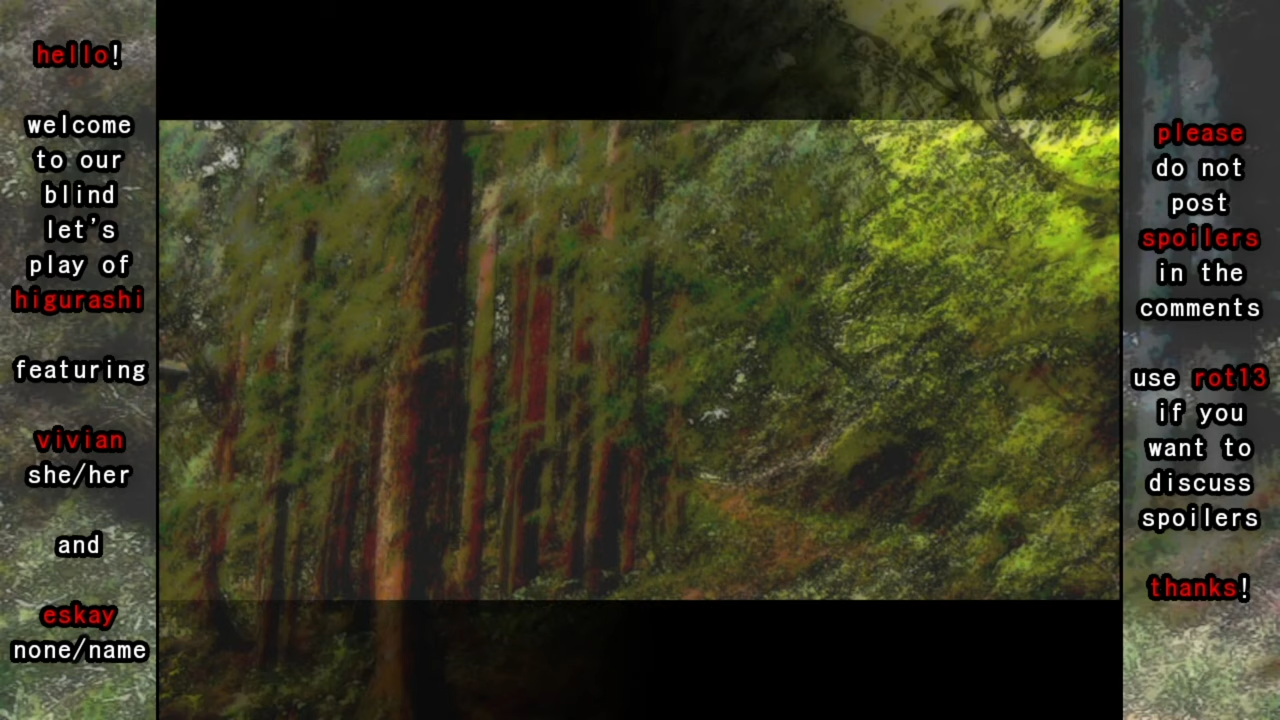 hello!
welcome
to our
blind
let's
play of
higurashi
featuring
vivian
she/her
and
eskay
none/name
please
do not
post
spoilers
in the
comments
use rot13
if you
want to
discuss
spoilers
thanks!